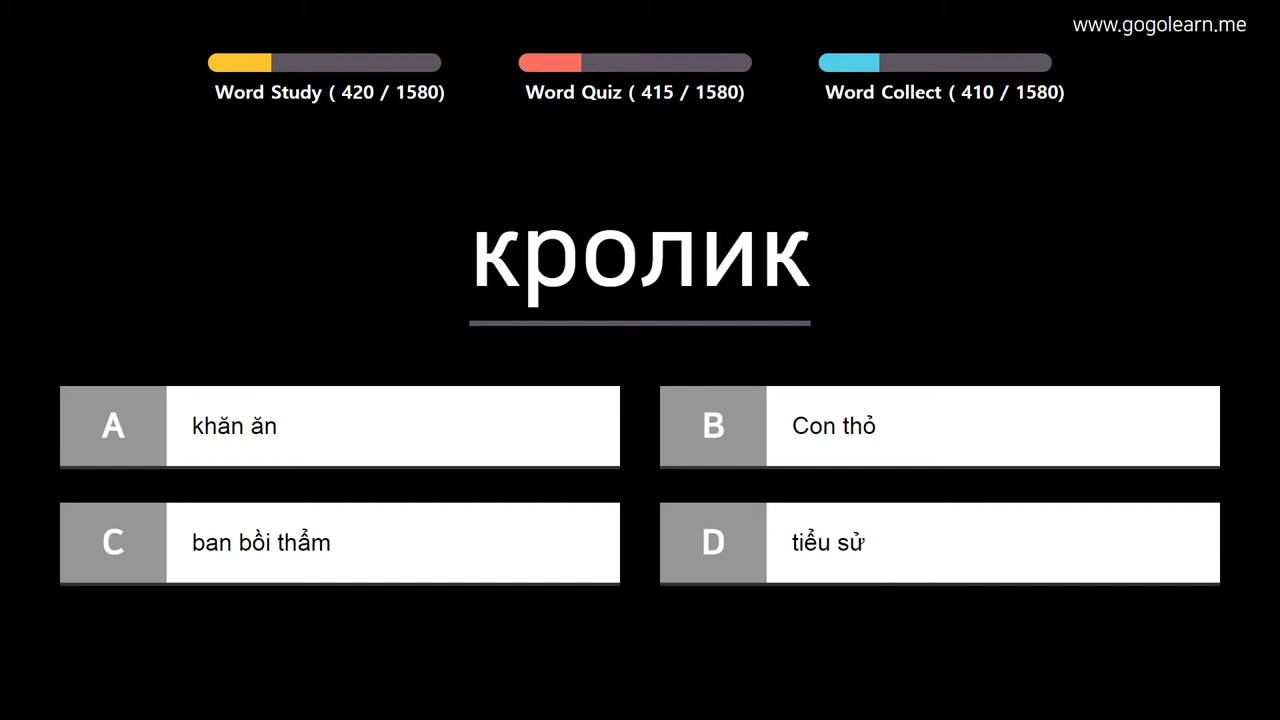 www.gogolearn.me
Word Study ( 420 / 1580)
Word Quiz ( 415 / 1580)
Word Collect ( 410 / 1580)
кролик
A khăn ăn
B Con thỏ
C ban bồi thẩm
D tiểu sử